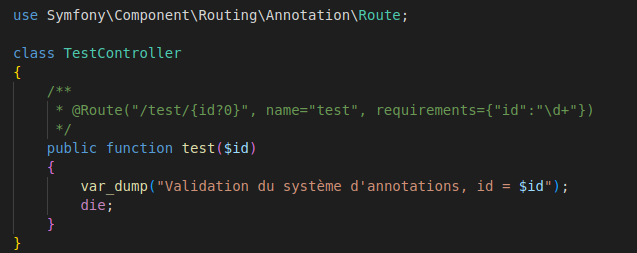 use Symfony\Component\Routing\Annotation\Route;
class TestController
{
/**
* @Route("/test/{id?0}", name="test", requirements={"id":"\d+"})
*/
public function test($id)
{
var_dump("Validation du système d'annotations, id = $id");
die;
}
}